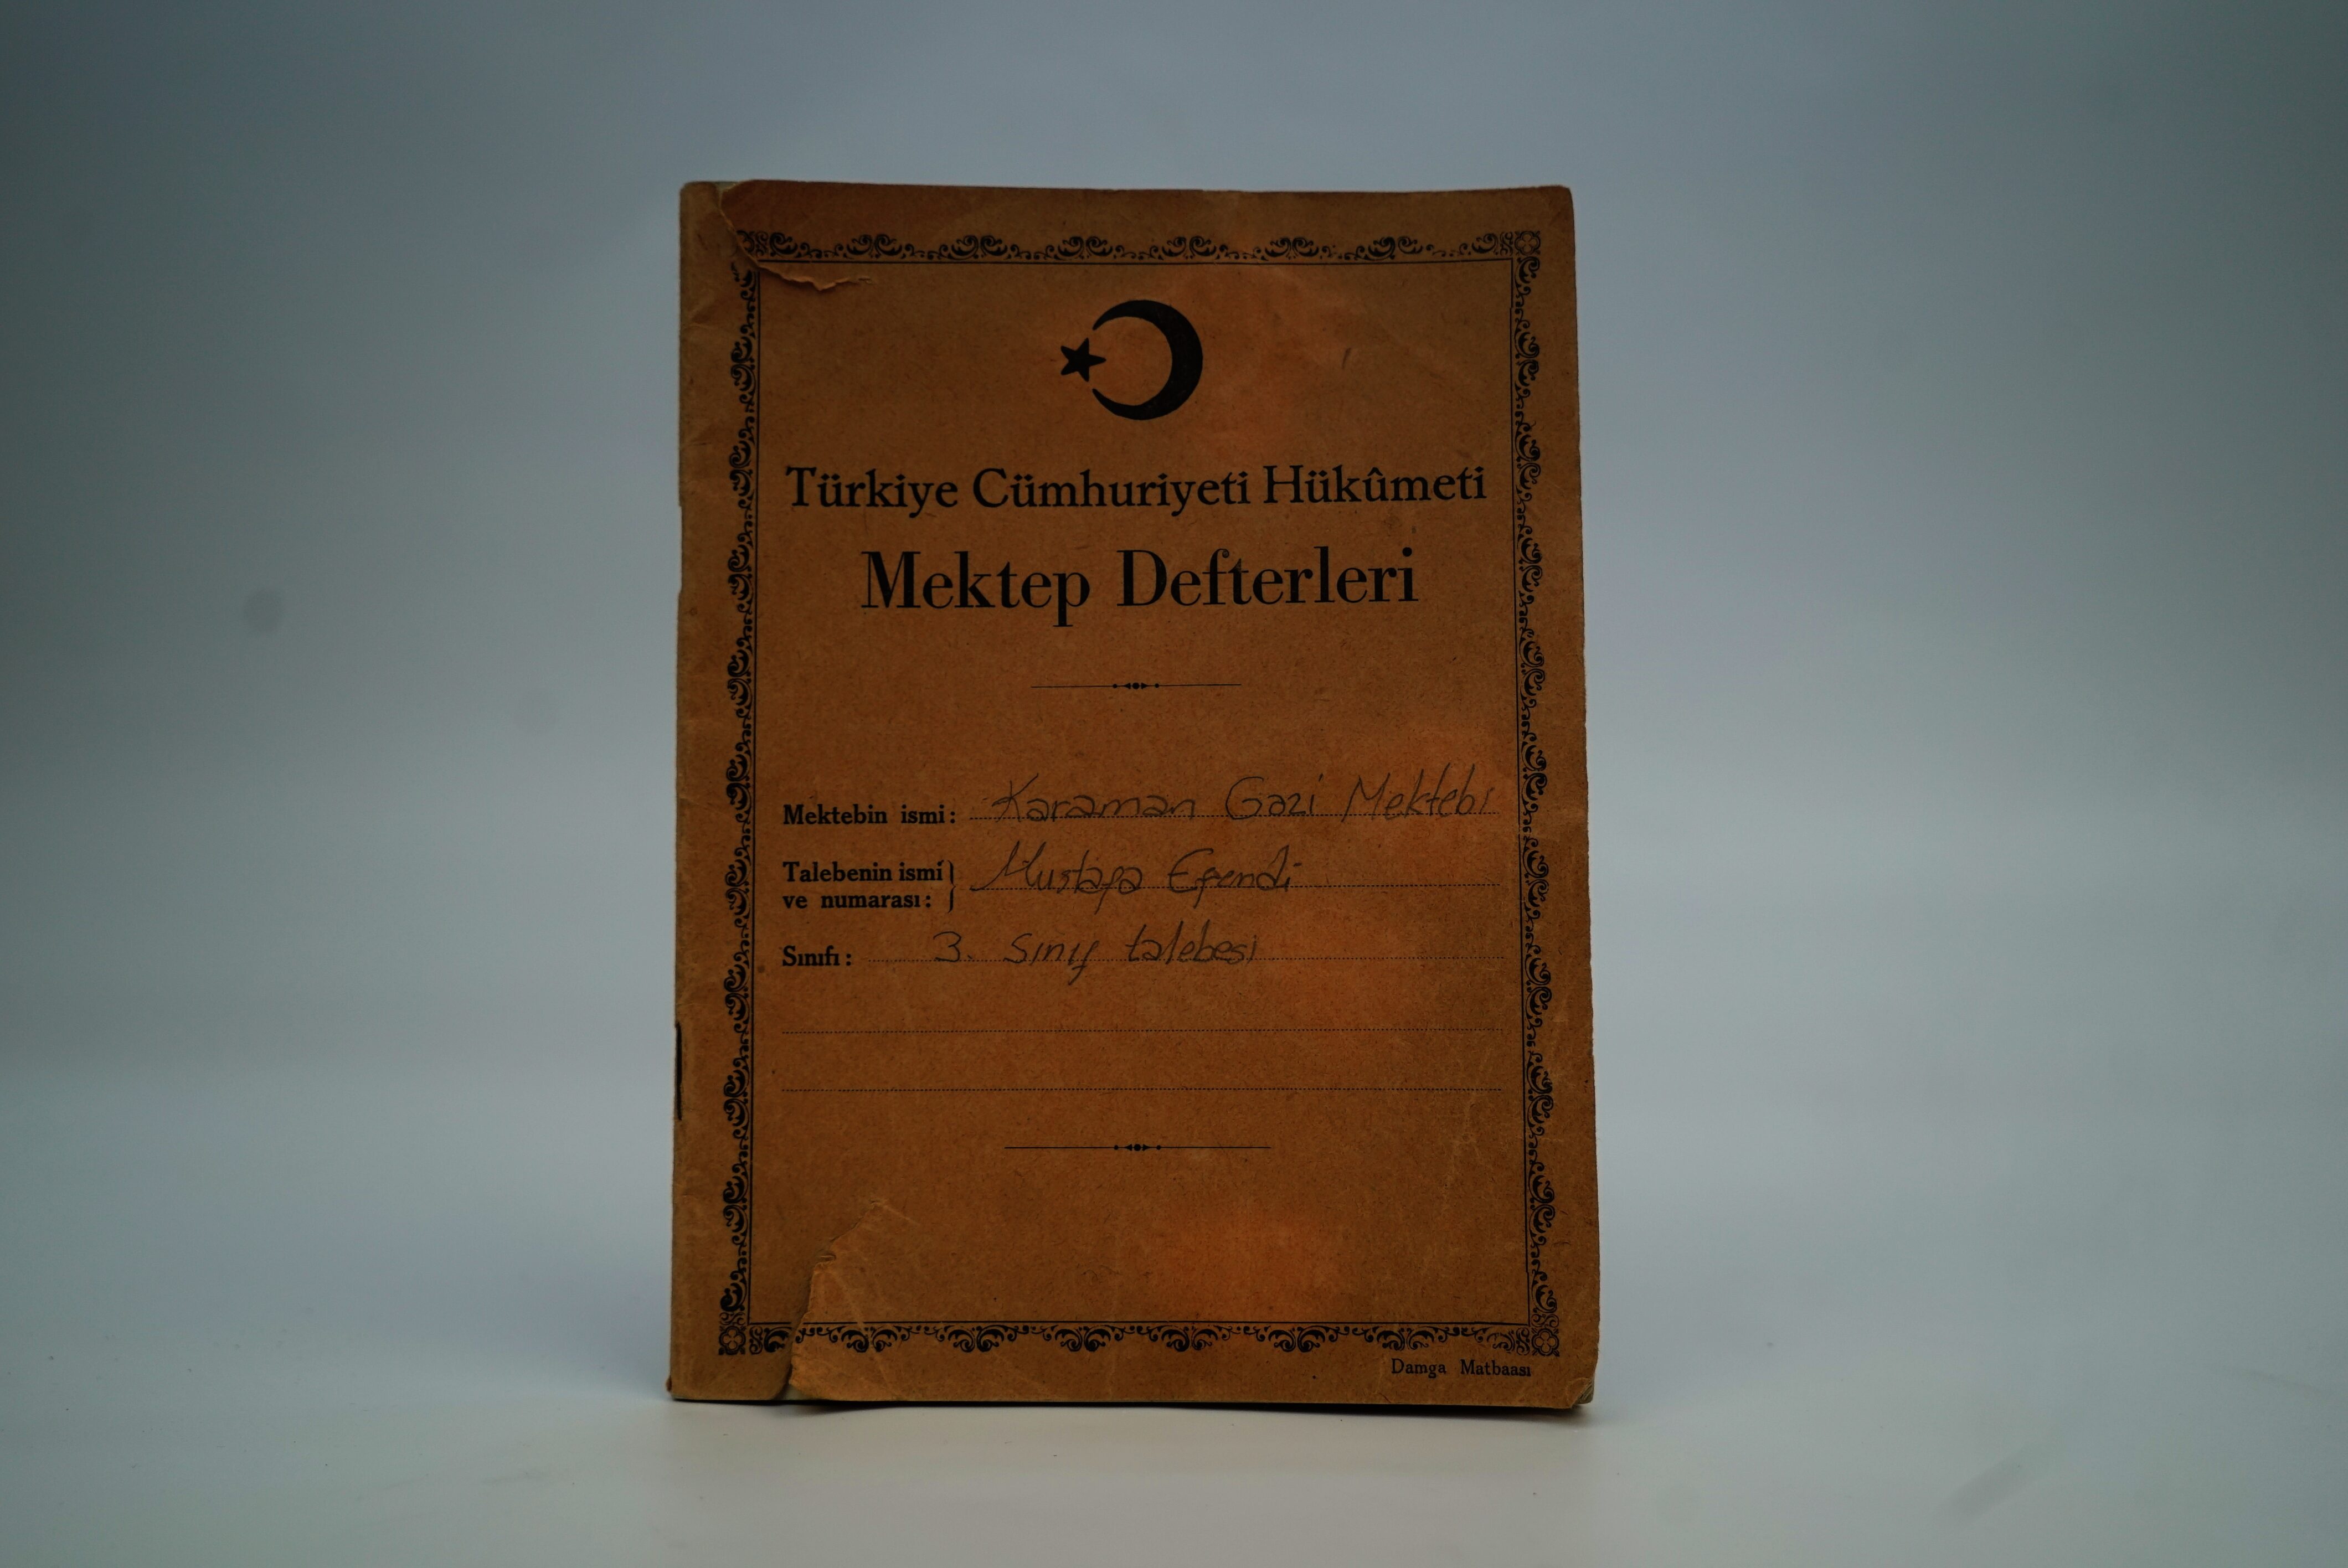 Türkiye Cümhuriyeti Hükûmeti
Mektep Defterleri
Mektebin ismi: Karaman Gazi Mektebi
Talebenin ismi
ve numarası: Mustafa Efendi
Sınıfı: 3. sınıf talebesi
Damga Matbaası